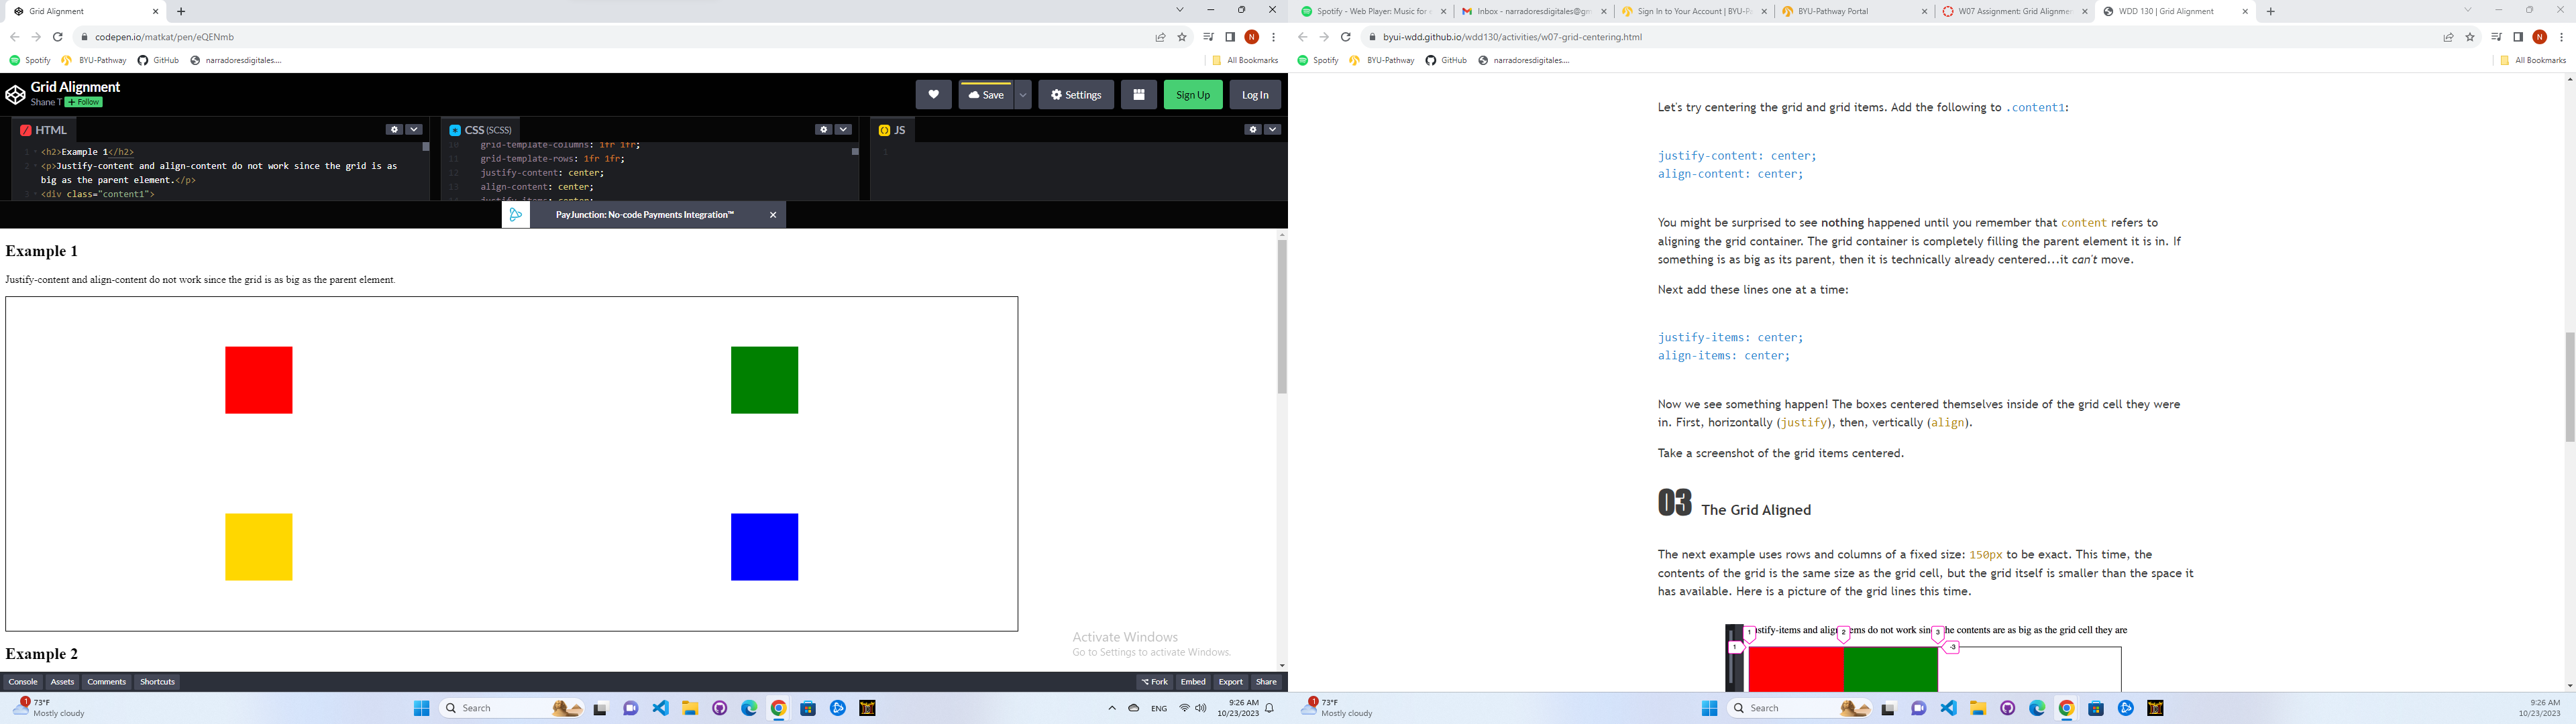 Grid Alignment
codepen.io/matkat/pen/eQENmb
N
Spotify
BYU-Pathway
GitHub
narradoresdigitales....
All Bookmarks
Grid Alignment
Shane T
+ Follow
Save
Settings
Sign Up
Log In
HTML
1
<h2>Example 1</h2>
2
<p>Justify-content and align-content do not work since the grid is as
big as the parent element.</p>
3
<div class="content1">
CSS (SCSS)
10
grid-template-columns: 1fr 1fr;
11
grid-template-rows: 1fr 1fr;
12
justify-content: center;
13
align-content: center;
JS
1
PayJunction: No-code Payments Integration™
Example 1
Justify-content and align-content do not work since the grid is as big as the parent element.
Example 2
Activate Windows
Go to Settings to activate Windows.
Console
Assets
Comments
Shortcuts
Fork
Embed
Export
Share
1
73°F
Mostly cloudy
Search
ENG
9:26 AM
10/23/2023
Spotify - Web Player: Music for
Inbox - narradoresdigitales@gm
Sign In to Your Account | BYU-P
BYU-Pathway Portal
W07 Assignment: Grid Alignmen
WDD 130 | Grid Alignment
byui-wdd.github.io/wdd130/activities/w07-grid-centering.html
N
Spotify
BYU-Pathway
GitHub
narradoresdigitales....
All Bookmarks
Let's try centering the grid and grid items. Add the following to .content1:
justify-content: center;
align-content: center;
You might be surprised to see nothing happened until you remember that content refers to
aligning the grid container. The grid container is completely filling the parent element it is in. If
something is as big as its parent, then it is technically already centered...it can't move.
Next add these lines one at a time:
justify-items: center;
align-items: center;
Now we see something happen! The boxes centered themselves inside of the grid cell they were
in. First, horizontally (justify), then, vertically (align).
Take a screenshot of the grid items centered.
03 The Grid Aligned
The next example uses rows and columns of a fixed size: 150px to be exact. This time, the
contents of the grid is the same size as the grid cell, but the grid itself is smaller than the space it
has available. Here is a picture of the grid lines this time.
1 stify-items and align 2 ems do not work sin 3 he contents are as big as the grid cell they are
1
-3
1
73°F
Mostly cloudy
Search
9:26 AM
10/23/2023